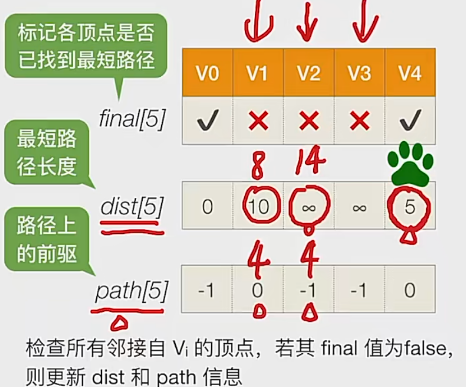 标记各顶点是否
已找到最短路径
V0 V1 V2 V3 V4
final[5] ✓ × × × ✓
8 14
最短路
径长度
dist[5] 0 10 ∞ ∞ 5
4 4
路径上
的前驱
path[5] -1 0 -1 -1 0
检查所有邻接自 Vi 的顶点，若其 final 值为false，
则更新 dist 和 path 信息